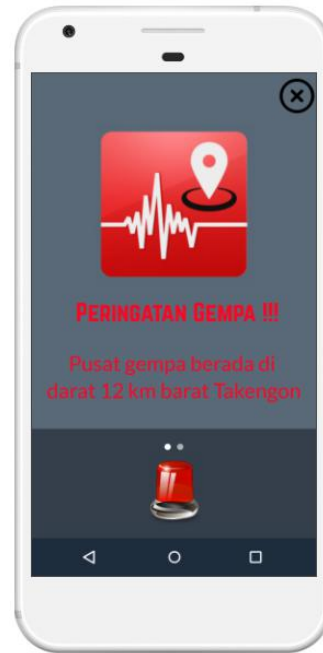 PERINGATAN GEMPA !!!
Pusat gempa berada di
darat 12 km barat Takengon